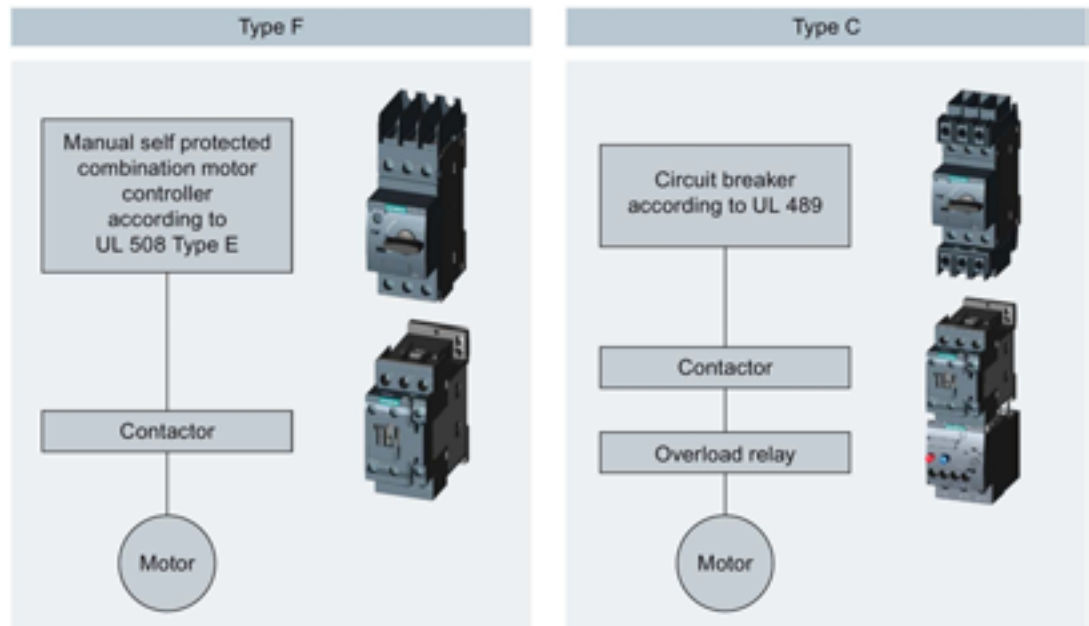 Type F
Manual self protected
combination motor
controller
according to
UL 508 Type E
Contactor
Motor
Type C
Circuit breaker
according to UL 489
Contactor
Overload relay
Motor